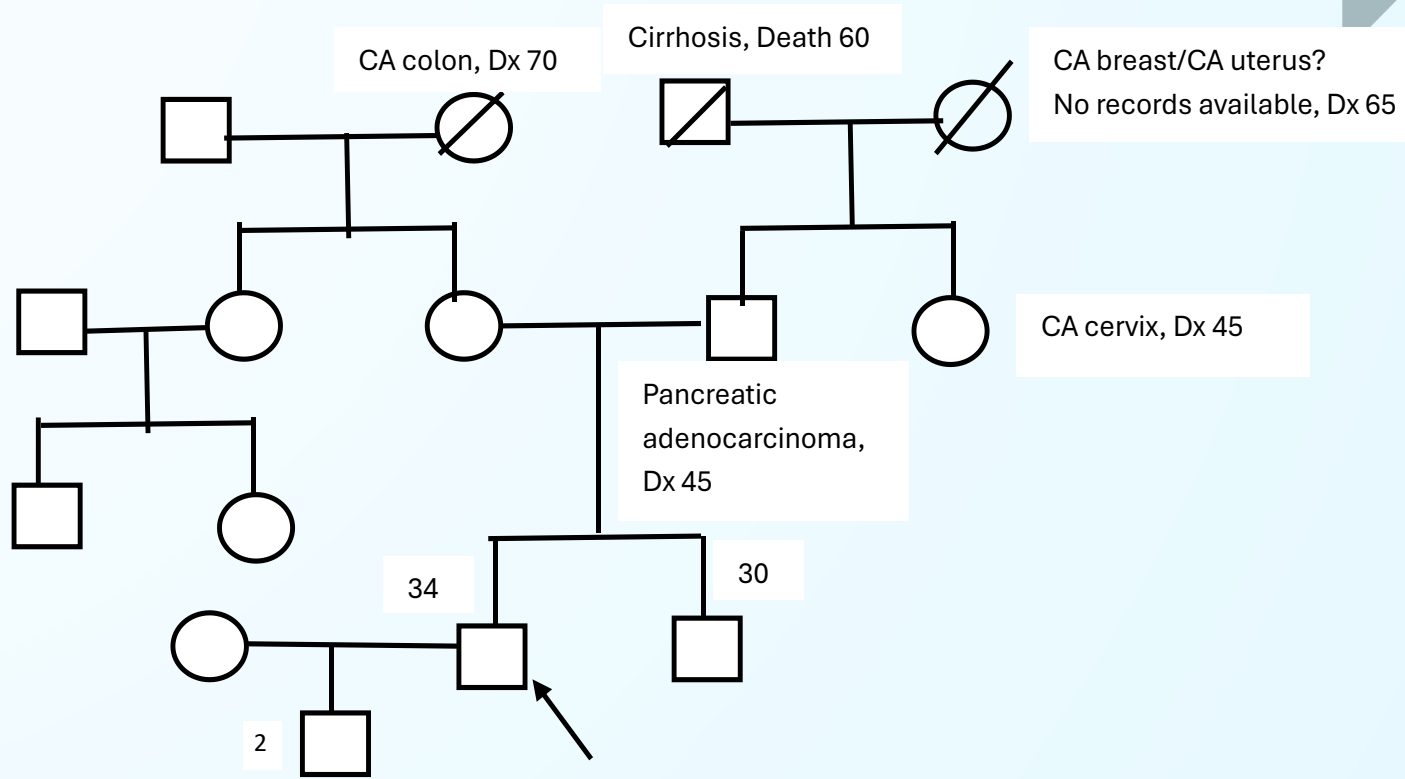 CA colon, Dx 70
Cirrhosis, Death 60
CA breast/CA uterus?
No records available, Dx 65
CA cervix, Dx 45
Pancreatic
adenocarcinoma,
Dx 45
34
30
2